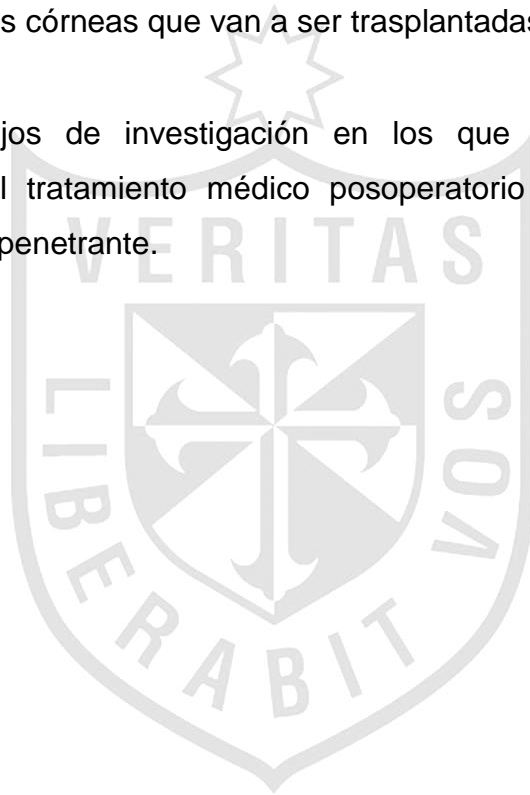 s córneas que van a ser trasplantadas
jos de investigación en los que
l tratamiento médico posoperatorio
penetrante.
VERITAS
LIBERABIT VOS